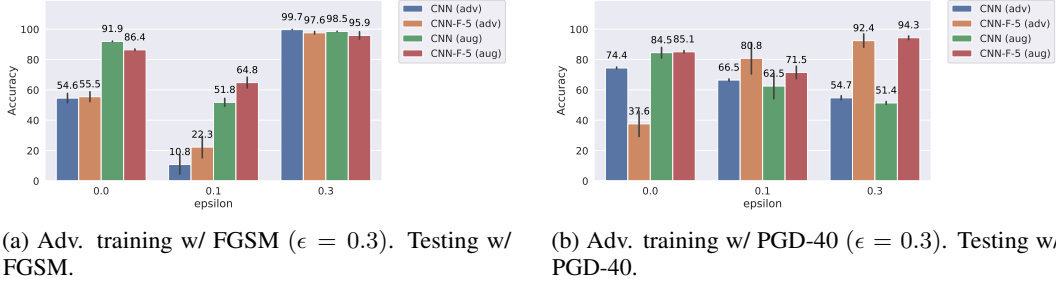 99.7 97.6 98.5 95.9
91.9
86.4
64.8
54.6 55.5
51.8
22.3
10.8
100
80
60
40
20
0
Accuracy
0.0 0.1 0.3
epsilon
CNN (adv)
CNN-F-5 (adv)
CNN (aug)
CNN-F-5 (aug)
(a) Adv. training w/ FGSM (ϵ = 0.3). Testing w/
FGSM.
92.4 94.3
84.5 85.1
80.8
74.4
71.5
66.5
62.5
54.7
51.4
37.6
100
80
60
40
20
0
Accuracy
0.0 0.1 0.3
epsilon
CNN (adv)
CNN-F-5 (adv)
CNN (aug)
CNN-F-5 (aug)
(b) Adv. training w/ PGD-40 (ϵ = 0.3). Testing w/
PGD-40.